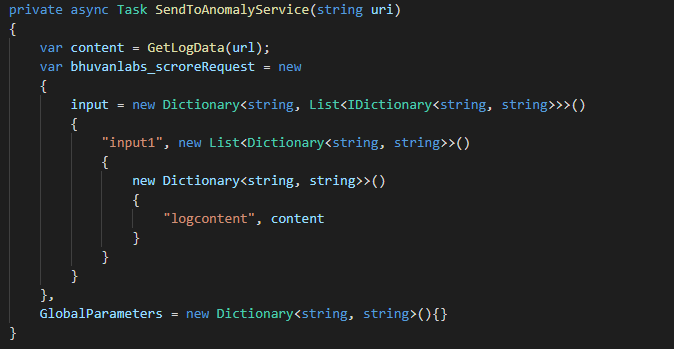 private async Task SendToAnomalyService(string uri)
{
var content = GetLogData(url);
var bhuvanlabs_scroreRequest = new
{
input = new Dictionary<string, List<IDictionary<string, string>>>()
{
"input1", new List<Dictionary<string, string>>()
{
new Dictionary<string, string>>()
{
"logcontent", content
}
}
}
},
GlobalParameters = new Dictionary<string, string>(){}
}